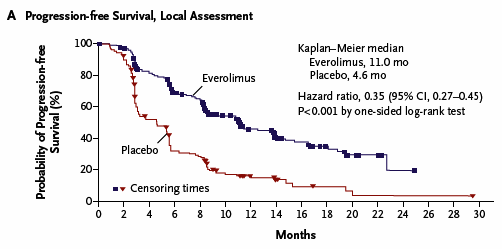 A Progression-free Survival, Local Assessment
Probability of Progression-free
Survival (%)
100
80
60
40
20
0
Kaplan–Meier median
Everolimus, 11.0 mo
Placebo, 4.6 mo
Hazard ratio, 0.35 (95% CI, 0.27–0.45)
P<0.001 by one-sided log-rank test
Everolimus
Placebo
Censoring times
0 2 4 6 8 10 12 14 16 18 20 22 24 26 28 30
Months